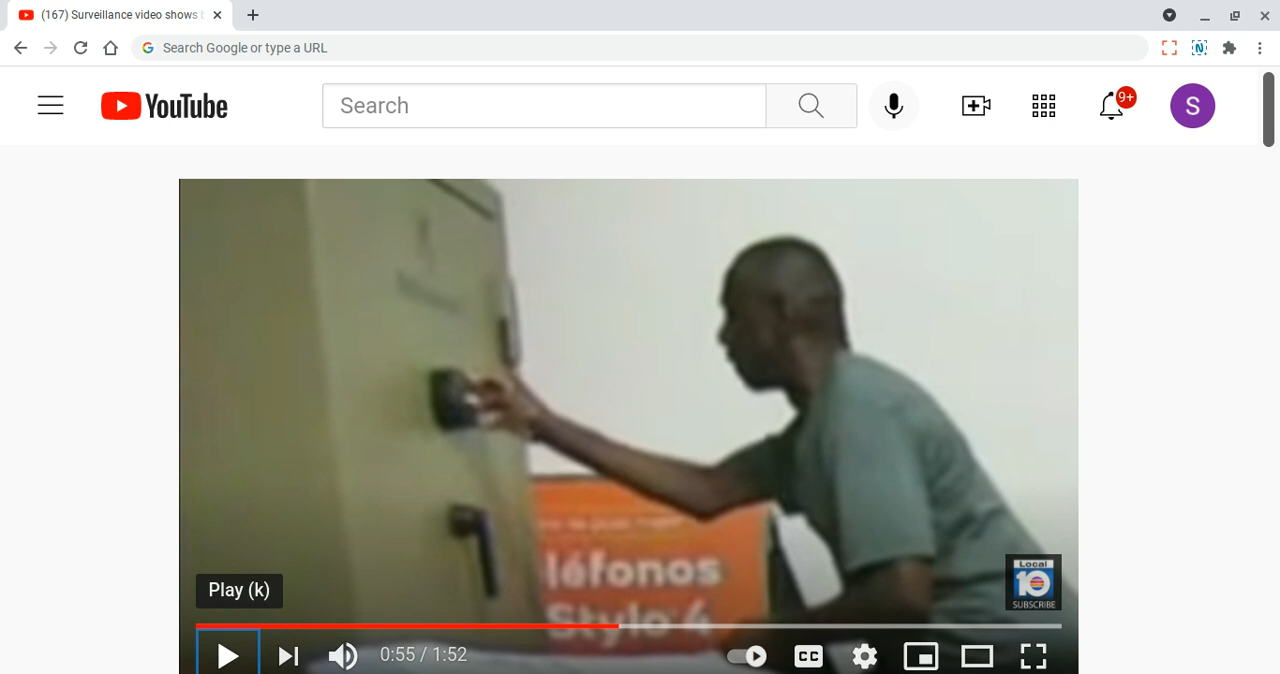 (167) Surveillance video shows
Search Google or type a URL
YouTube
Search
9+
S
léfonos
Stylo 4
Local
10
SUBSCRIBE
Play (k)
0:55 / 1:52
CC